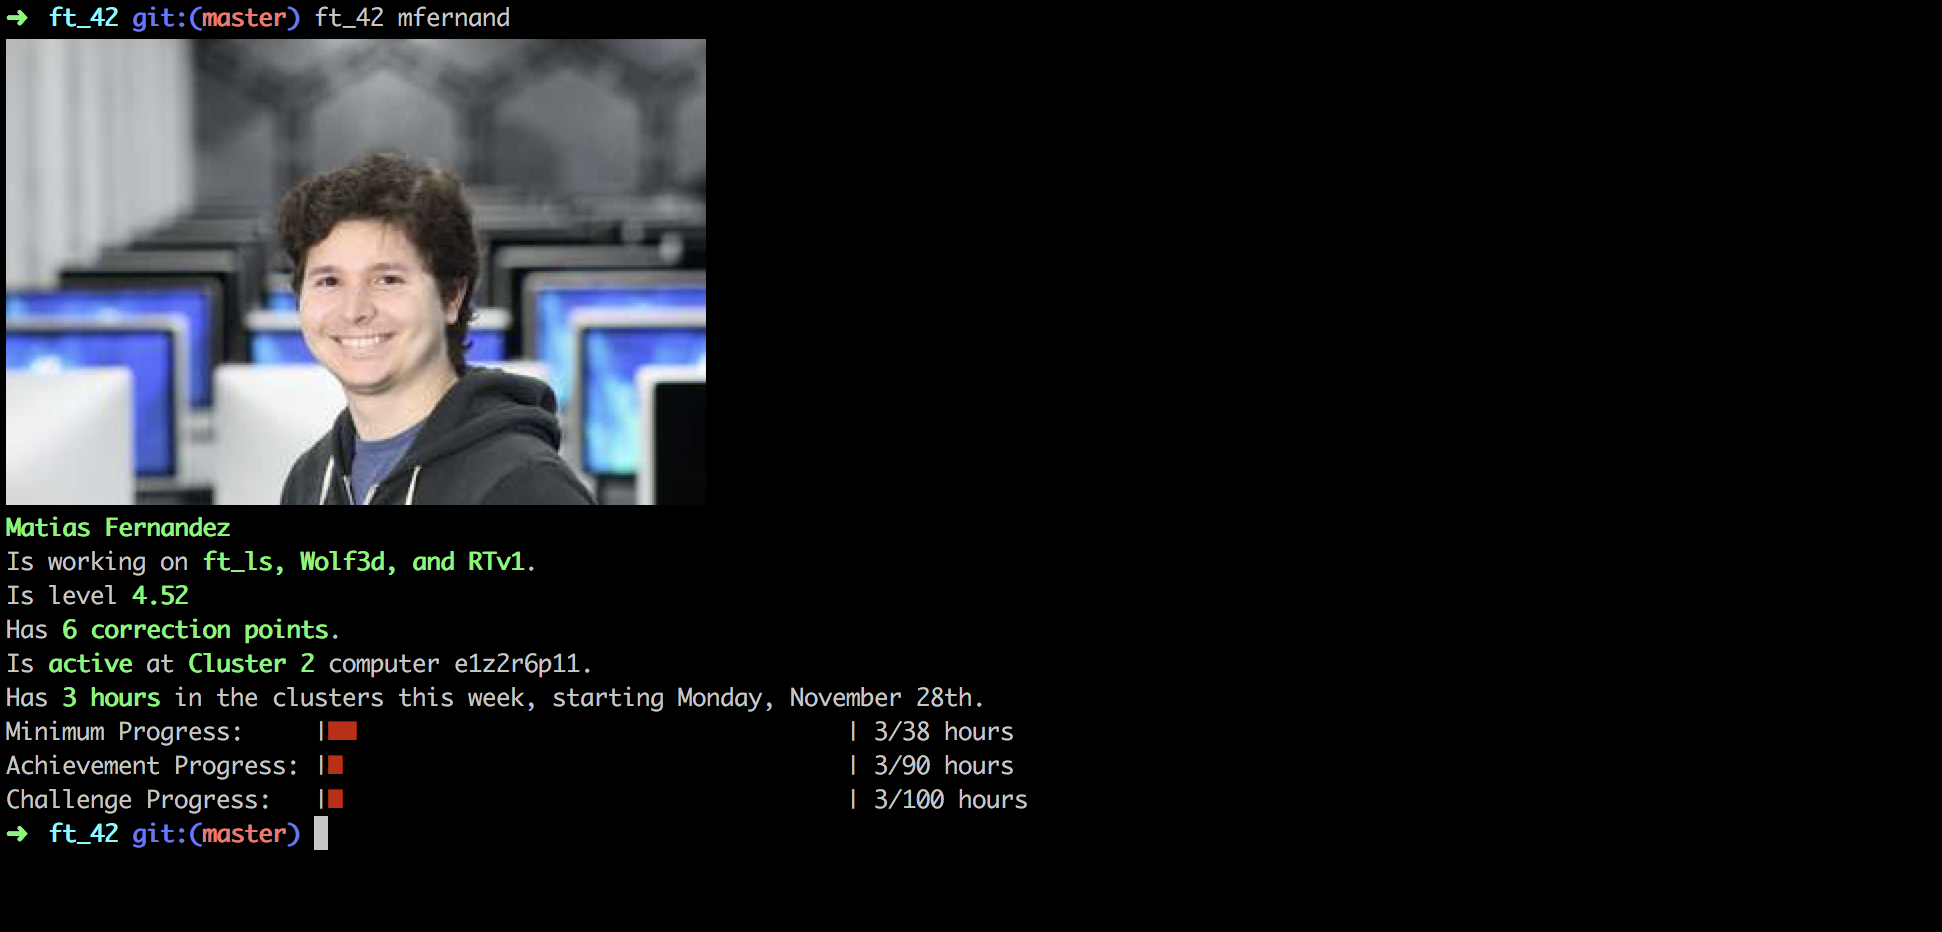 ➜ ft_42 git:(master) ft_42 mfernand
Matias Fernandez
Is working on ft_ls, Wolf3d, and RTv1.
Is level 4.52
Has 6 correction points.
Is active at Cluster 2 computer e1z2r6p11.
Has 3 hours in the clusters this week, starting Monday, November 28th.
Minimum Progress: | | 3/38 hours
Achievement Progress: | | 3/90 hours
Challenge Progress: | | 3/100 hours
➜ ft_42 git:(master)